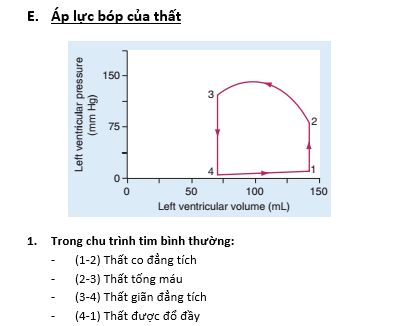 E. Áp lực bóp của thất
Left ventricular pressure
(mm Hg)
150
75
0
3
2
4
1
0
50
100
150
Left ventricular volume (mL)
1. Trong chu trình tim bình thường:
- (1-2) Thất co đẳng tích
- (2-3) Thất tống máu
- (3-4) Thất giãn đẳng tích
- (4-1) Thất được đổ đầy